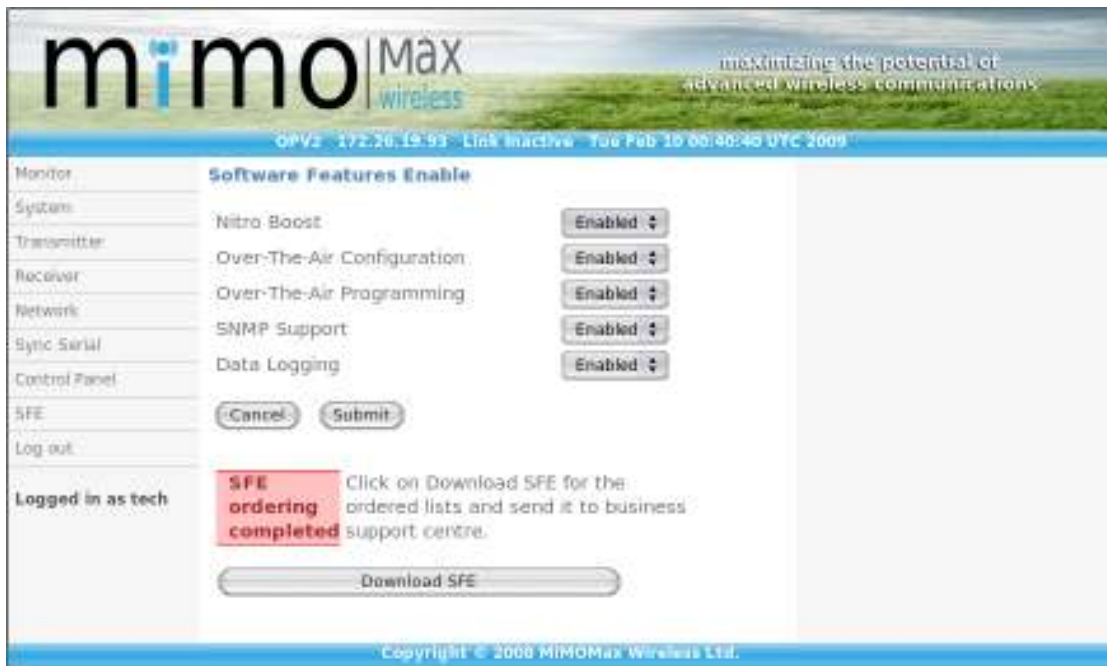 mimo Max
wireless
maximizing the potential of
advanced wireless communications
OPV2 172.26.19.93 Link Inactive Tue Feb 10 00:40:40 UTC 2009
Monitor
System
Transmitter
Receiver
Network
Sync Serial
Control Panel
SFE
Log out
Logged in as tech
Software Features Enable
Nitro Boost Enabled
Over-The-Air Configuration Enabled
Over-The-Air Programming Enabled
SNMP Support Enabled
Data Logging Enabled
Cancel Submit
SFE
ordering
completed
Click on Download SFE for the
ordered lists and send it to business
support centre.
Download SFE
Copyright © 2008 MiMOMax Wireless Ltd.